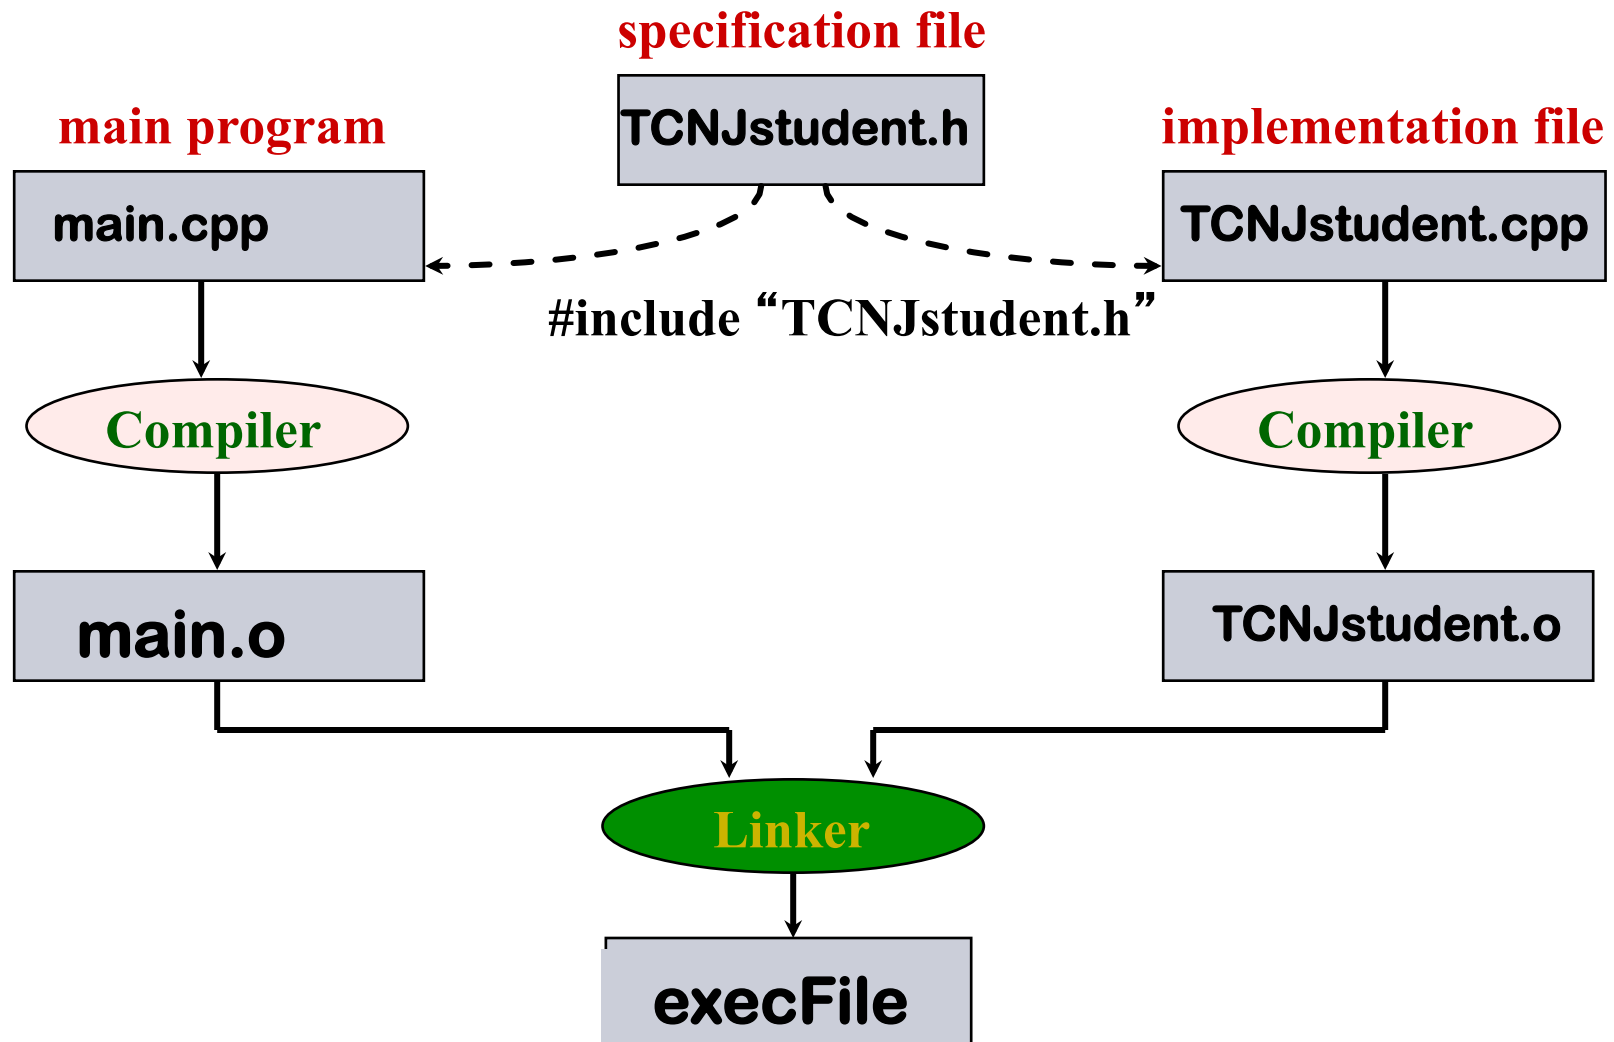 specification file
TCNJstudent.h
main program
implementation file
main.cpp
TCNJstudent.cpp
#include “TCNJstudent.h”
Compiler
Compiler
main.o
TCNJstudent.o
Linker
execFile